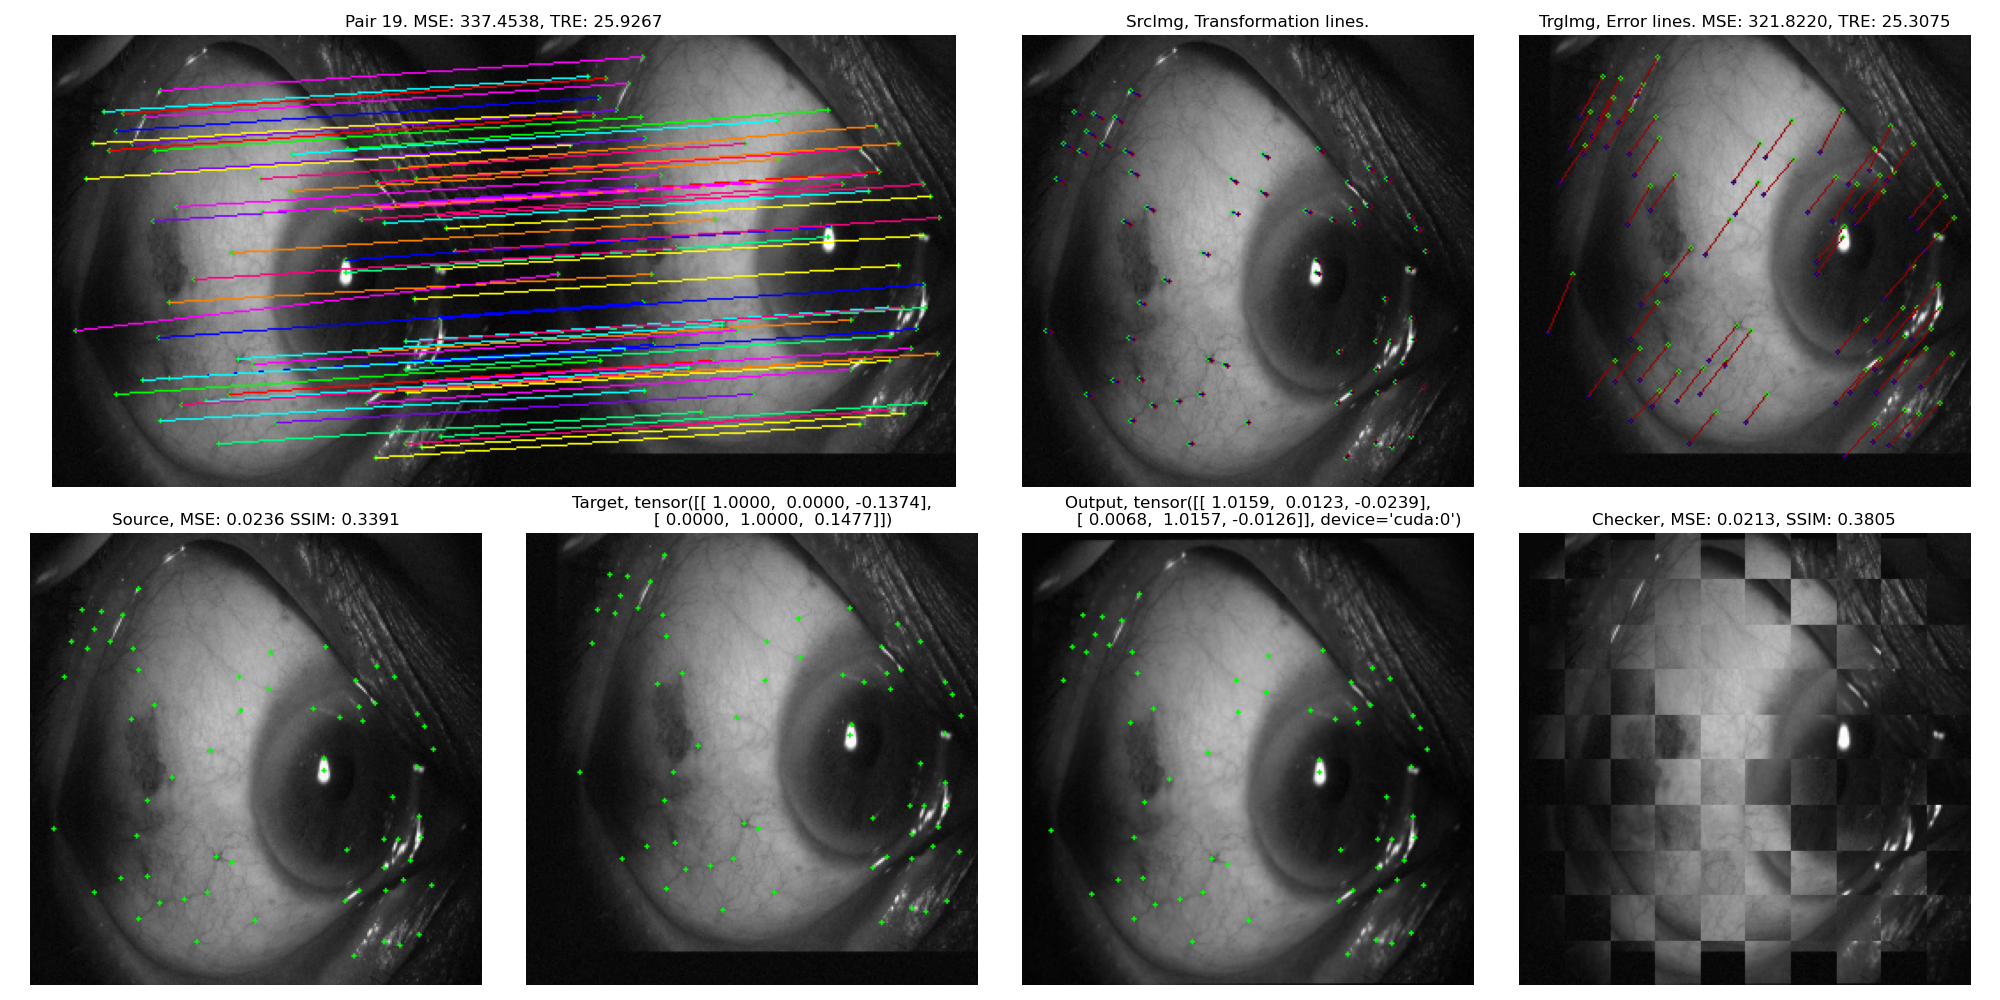 Pair 19. MSE: 337.4538, TRE: 25.9267
SrcImg, Transformation lines.
TrgImg, Error lines. MSE: 321.8220, TRE: 25.3075
Source, MSE: 0.0236 SSIM: 0.3391
Target, tensor([[ 1.0000, 0.0000, -0.1374],
[ 0.0000, 1.0000, 0.1477]])
Output, tensor([[ 1.0159, 0.0123, -0.0239],
[ 0.0068, 1.0157, -0.0126]], device='cuda:0')
Checker, MSE: 0.0213, SSIM: 0.3805